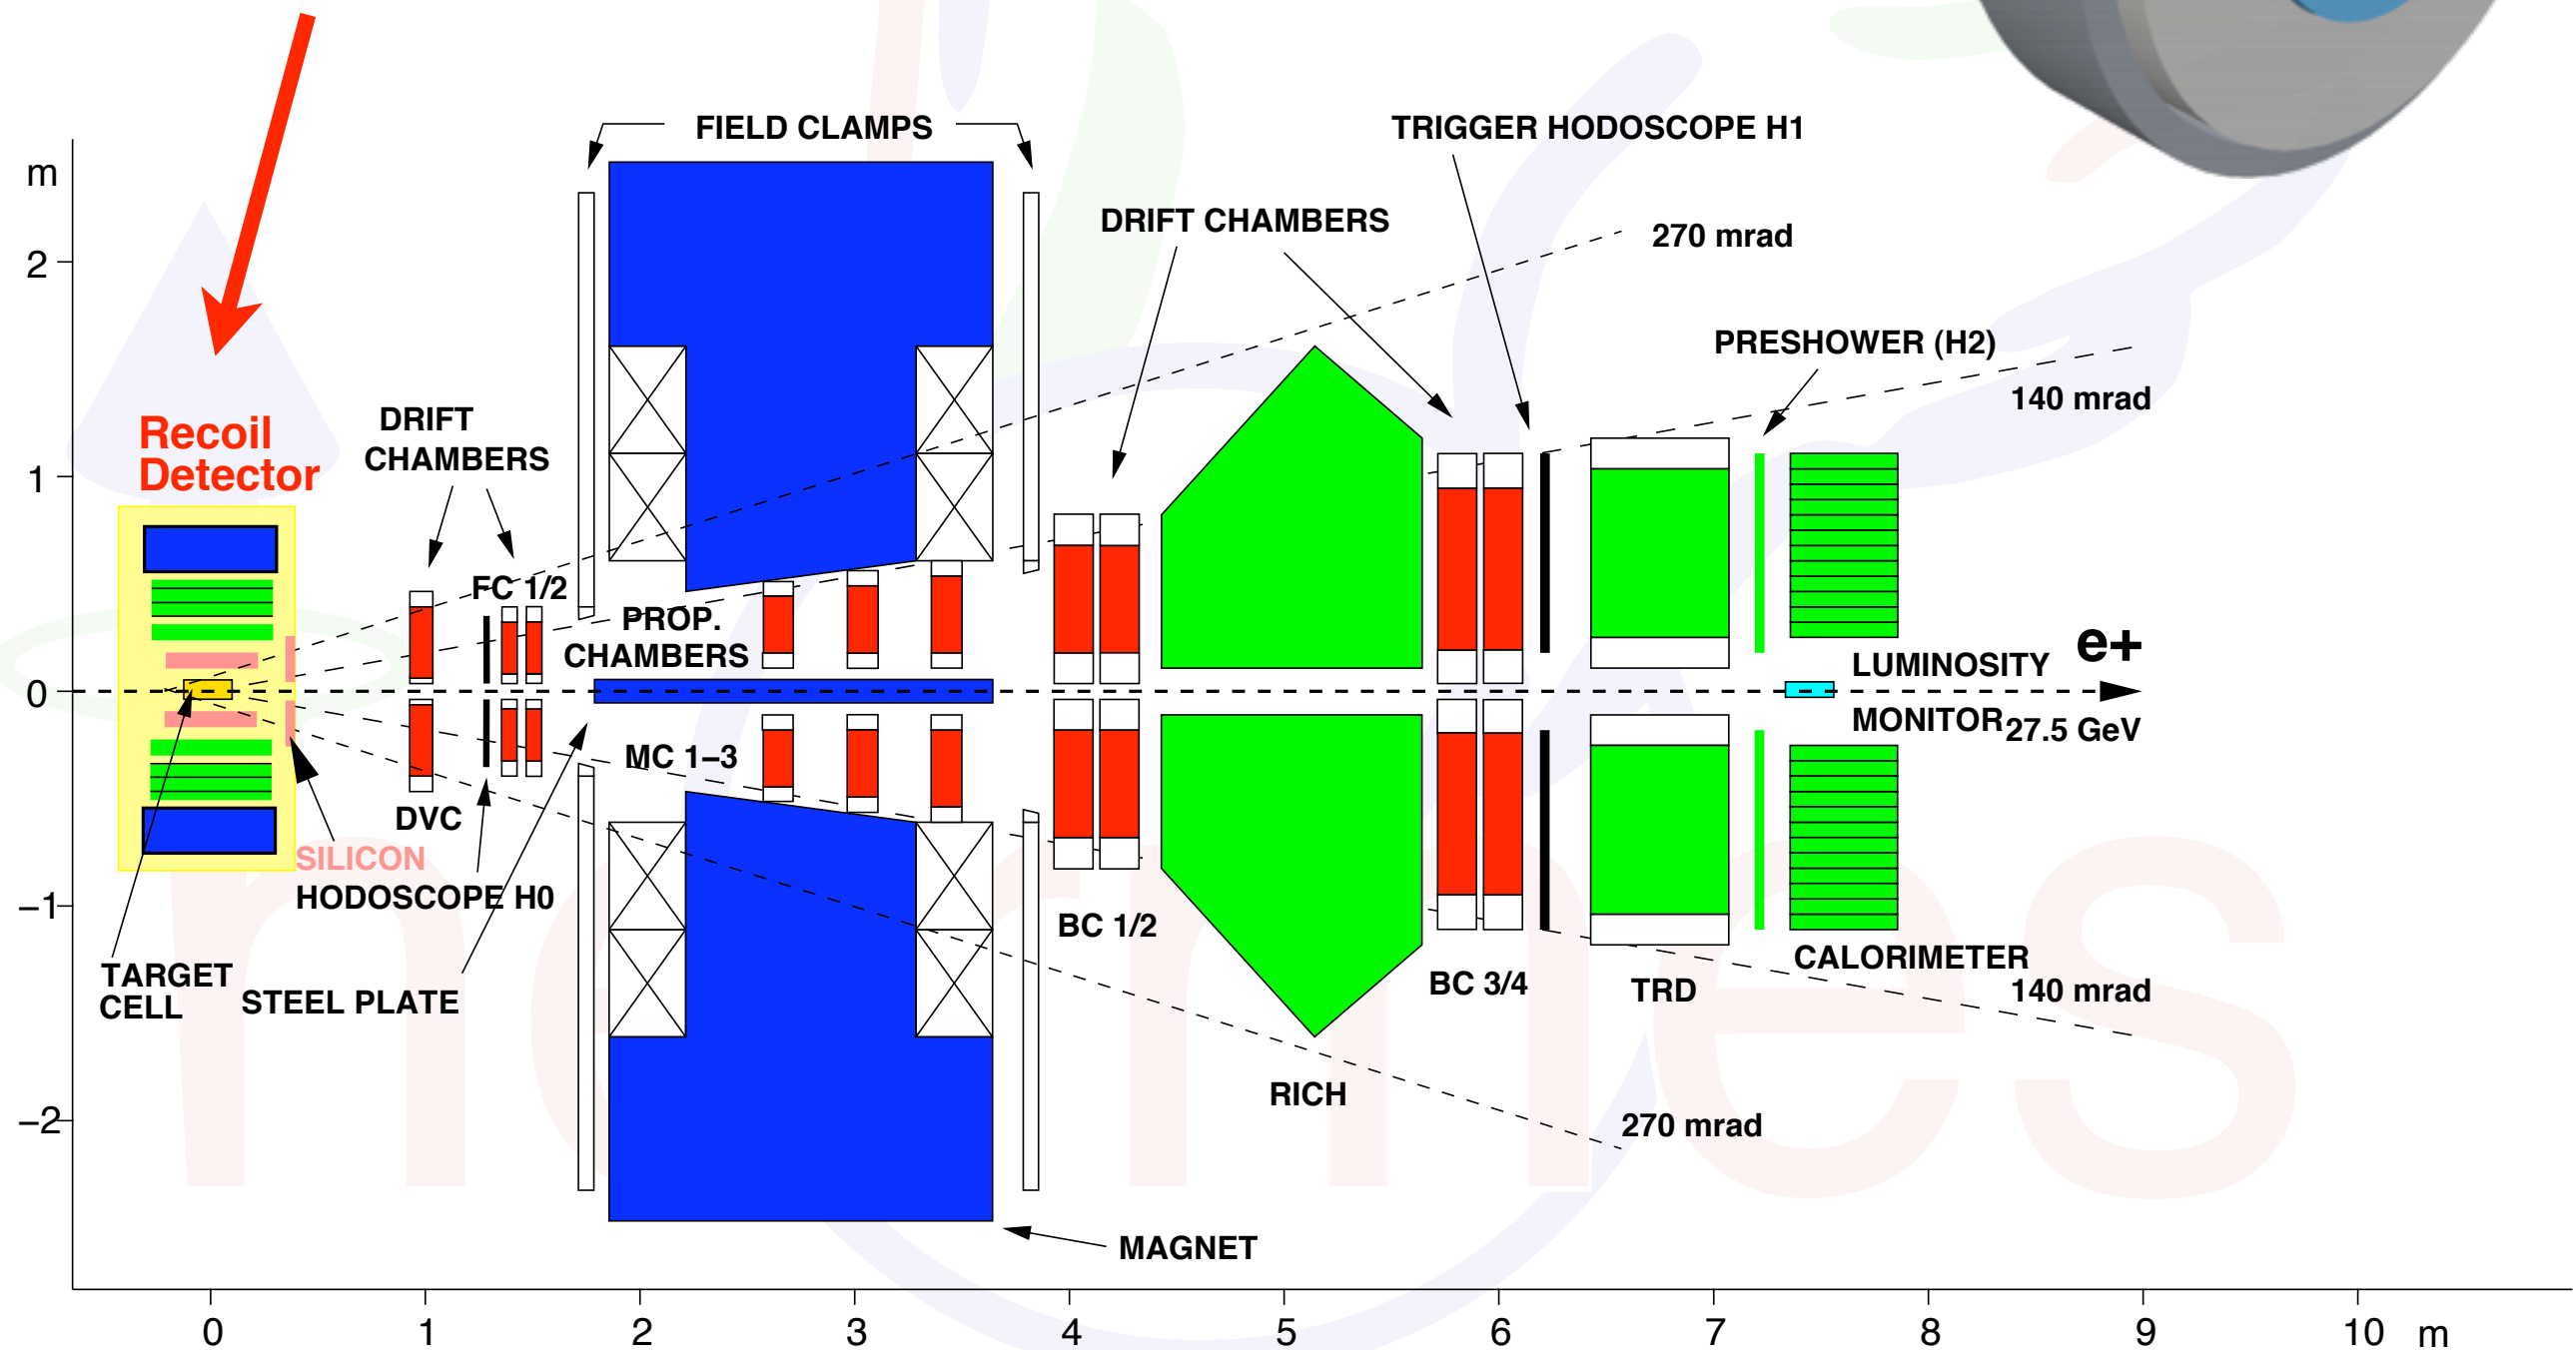 FIELD CLAMPS
TRIGGER HODOSCOPE H1
m
DRIFT CHAMBERS
270 mrad
2
PRESHOWER (H2)
140 mrad
DRIFT
CHAMBERS
Recoil
Detector
1
FC 1/2
PROP.
CHAMBERS
e+
LUMINOSITY
0
MONITOR
27.5 GeV
MC 1–3
DVC
SILICON
HODOSCOPE H0
–1
BC 1/2
CALORIMETER
TARGET
CELL
STEEL PLATE
BC 3/4
TRD
140 mrad
RICH
–2
270 mrad
MAGNET
0 1 2 3 4 5 6 7 8 9 10 m
hermes